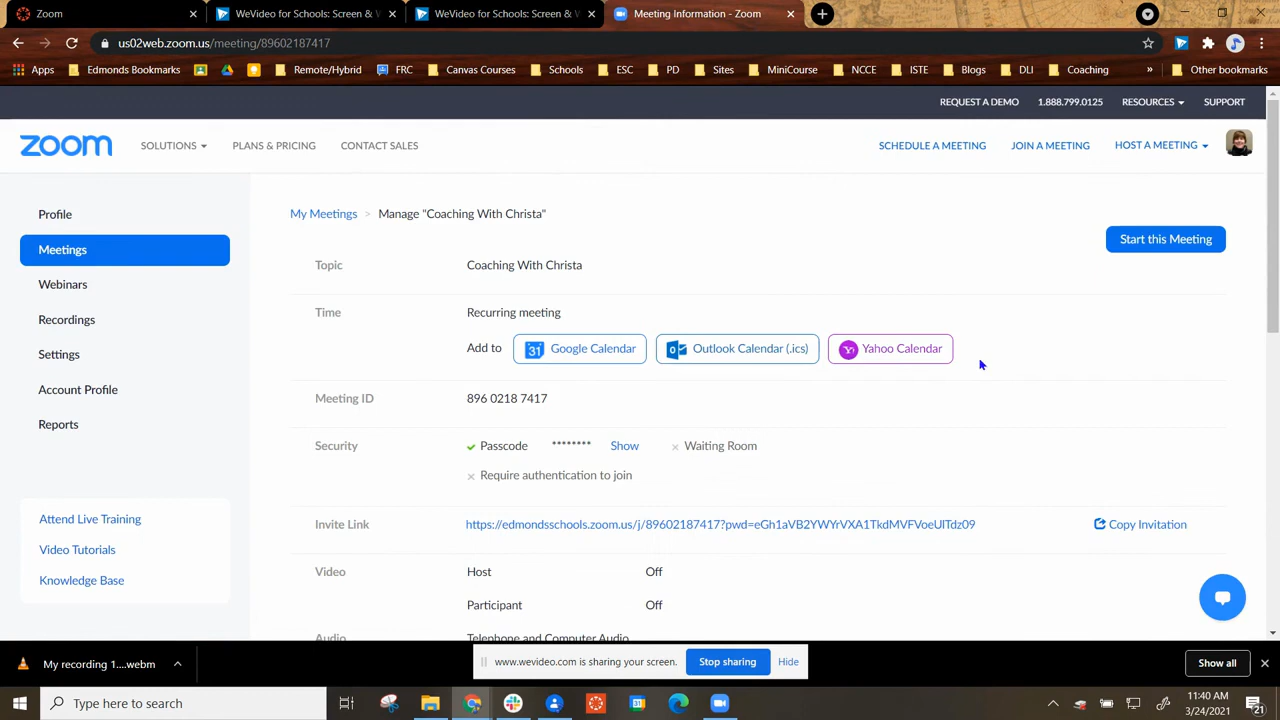 Zoom
WeVideo for Schools: Screen & W
WeVideo for Schools: Screen & W
Meeting Information - Zoom
us02web.zoom.us/meeting/89602187417
Apps
Edmonds Bookmarks
Remote/Hybrid
FRC
Canvas Courses
Schools
ESC
PD
Sites
MiniCourse
NCCE
ISTE
Blogs
DLI
Coaching
»
Other bookmarks
REQUEST A DEMO
1.888.799.0125
RESOURCES
SUPPORT
zoom
SOLUTIONS
PLANS & PRICING
CONTACT SALES
SCHEDULE A MEETING
JOIN A MEETING
HOST A MEETING
Profile
Meetings
Webinars
Recordings
Settings
Account Profile
Reports
Attend Live Training
Video Tutorials
Knowledge Base
My Meetings > Manage "Coaching With Christa"
Start this Meeting
Topic
Coaching With Christa
Time
Recurring meeting
Add to
31 Google Calendar
Outlook Calendar (.ics)
Yahoo Calendar
Meeting ID
896 0218 7417
Security
Passcode ******** Show
Waiting Room
Require authentication to join
Invite Link
https://edmondsschools.zoom.us/j/89602187417?pwd=eGh1aVB2YWYrVXA1TkdMVFVoeUlTdz09
Copy Invitation
Video
Host
Off
Participant
Off
Audio
Telephone and Computer Audio
My recording 1....webm
www.wevideo.com is sharing your screen.
Stop sharing
Hide
Show all
Type here to search
11:40 AM
3/24/2021
21